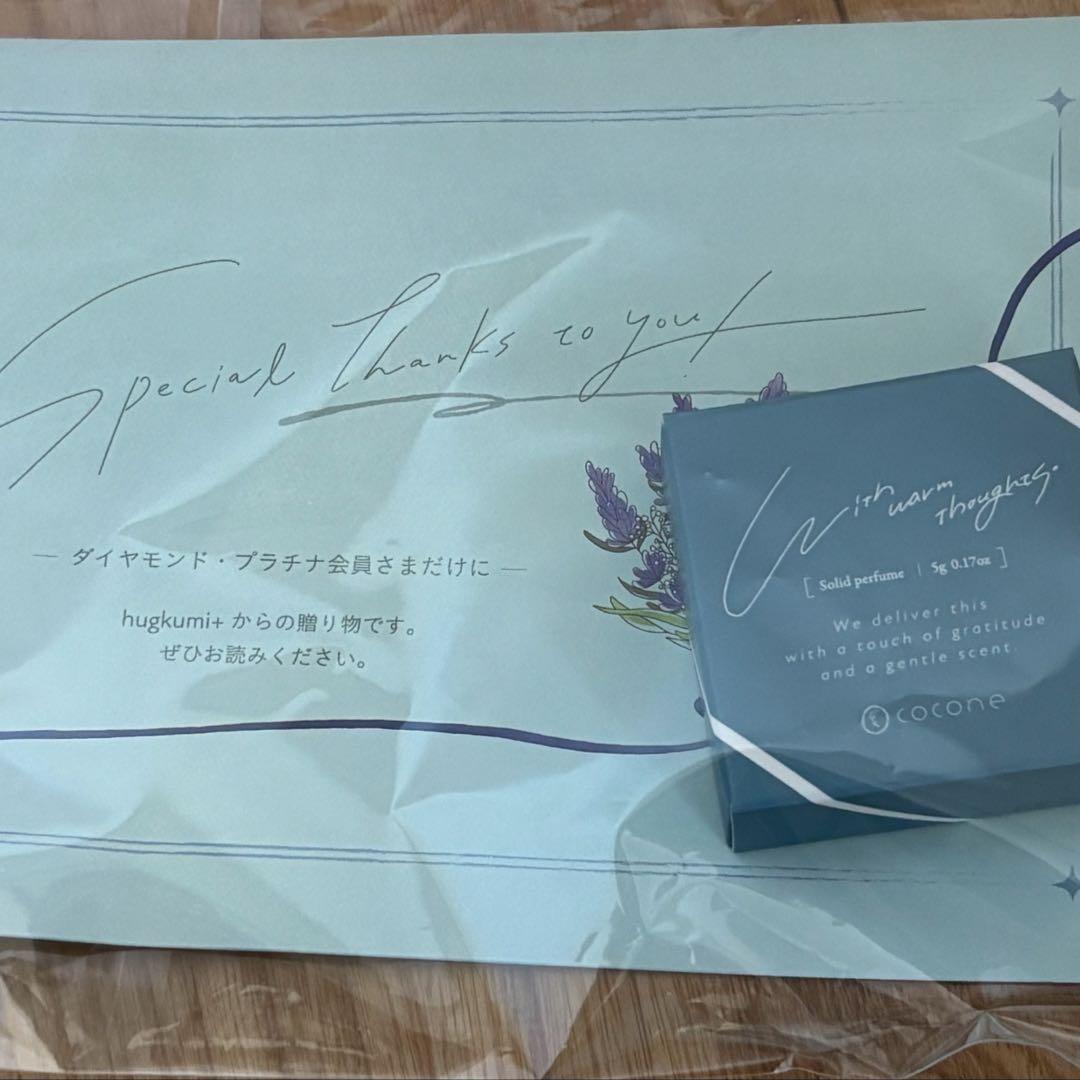 Special Thanks to you!
— ダイヤモンド・プラチナ会員さまだけに —
hugkumi+ からの贈り物です。
ぜひお読みください。
With warm
thoughts.
[ Solid perfume | 5g 0.17oz ]
We deliver this
with a touch of gratitude
and a gentle scent.
cocone